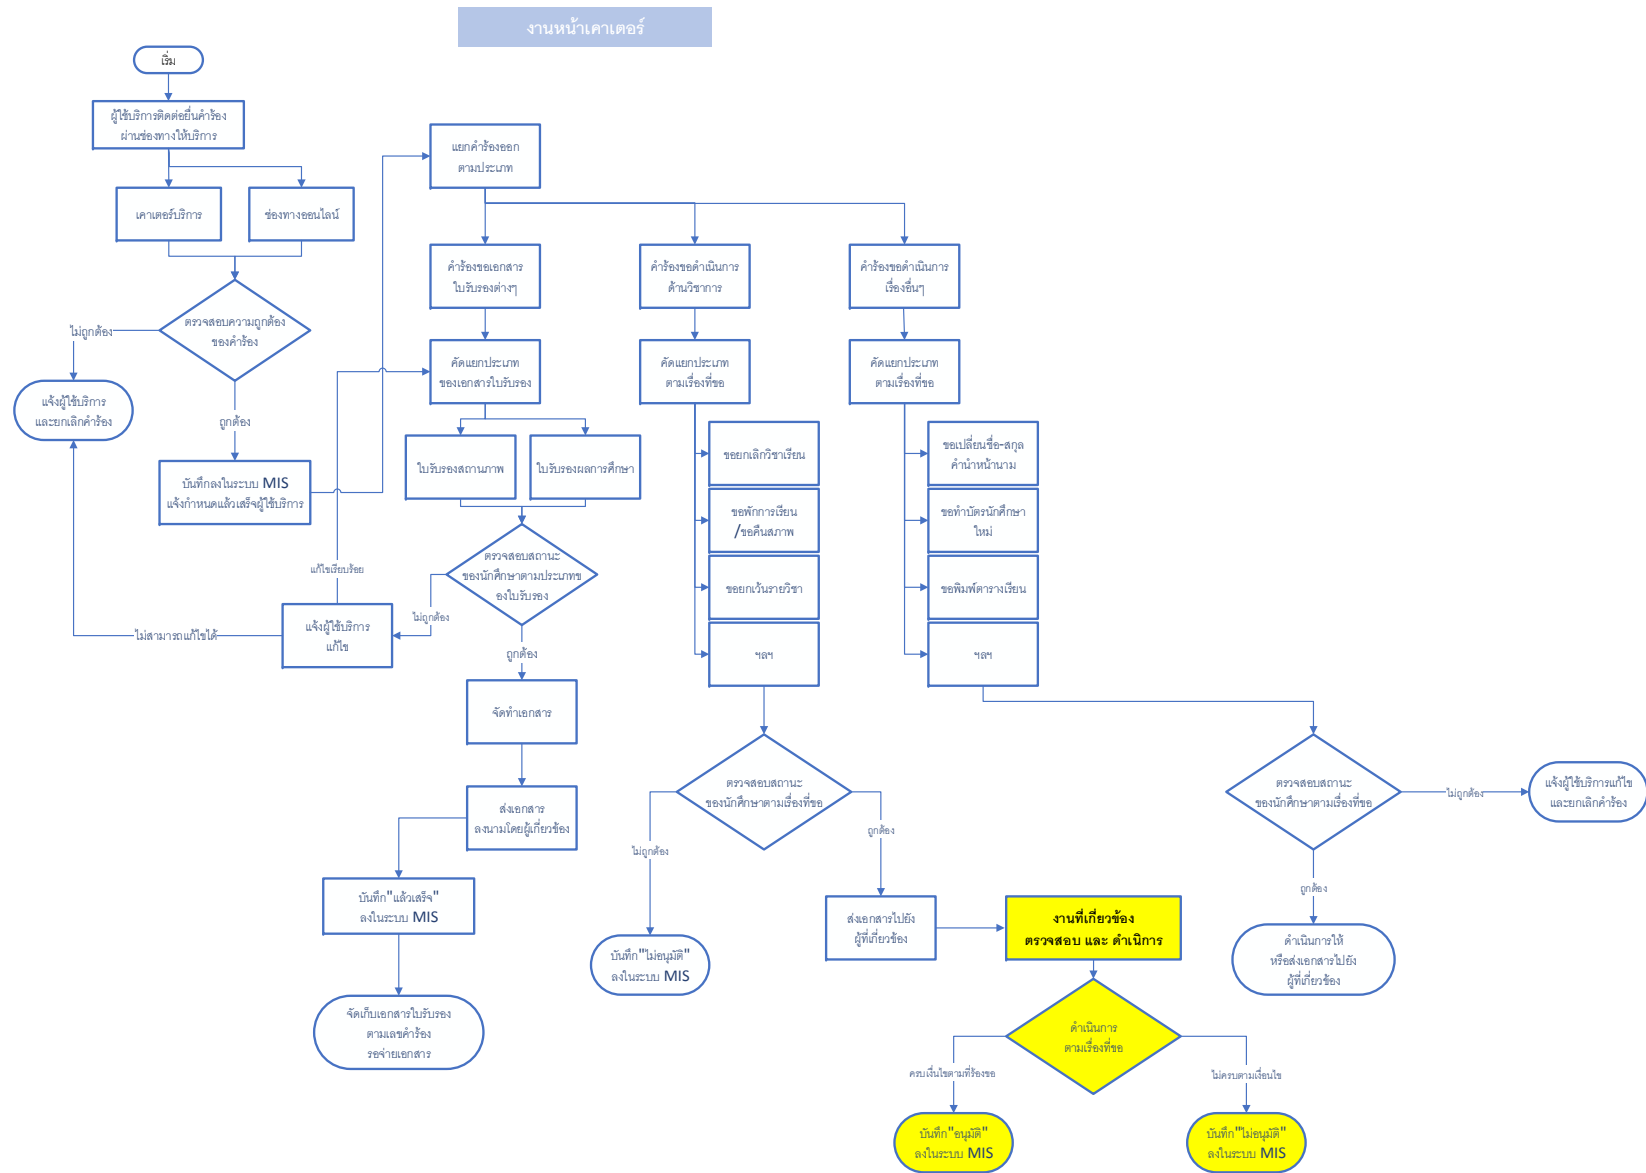 งานหน้าเคาเตอร์
เริ่ม
ผู้ใช้บริการติดต่อยื่นคำร้อง
ผ่านช่องทางให้บริการ
เคาเตอร์บริการ
ช่องทางออนไลน์
ตรวจสอบความถูกต้อง
ของคำร้อง
ไม่ถูกต้อง
แจ้งผู้ใช้บริการ
และยกเลิกคำร้อง
ถูกต้อง
บันทึกลงในระบบ MIS
แจ้งกำหนดแล้วเสร็จผู้ใช้บริการ
แยกคำร้องออก
ตามประเภท
คำร้องขอเอกสาร
ใบรับรองต่างๆ
คำร้องขอดำเนินการ
ด้านวิชาการ
คำร้องขอดำเนินการ
เรื่องอื่นๆ
คัดแยกประเภท
ของเอกสารใบรับรอง
คัดแยกประเภท
ตามเรื่องที่ขอ
คัดแยกประเภท
ตามเรื่องที่ขอ
ใบรับรองสถานภาพ
ใบรับรองผลการศึกษา
ตรวจสอบสถานะ
ของนักศึกษาตามประเภทข
องใบรับรอง
ไม่ถูกต้อง
แก้ไขเรียบร้อย
แจ้งผู้ใช้บริการ
แก้ไข
ไม่สามารถแก้ไขได้
ถูกต้อง
จัดทำเอกสาร
ส่งเอกสาร
ลงนามโดยผู้เกี่ยวข้อง
บันทึก"แล้วเสร็จ"
ลงในระบบ MIS
จัดเก็บเอกสารใบรับรอง
ตามเลขคำร้อง
รอจ่ายเอกสาร
ขอยกเลิกวิชาเรียน
ขอพักการเรียน
/ขอคืนสภาพ
ขอยกเว้นรายวิชา
ฯลฯ
ขอเปลี่ยนชื่อ-สกุล
คำนำหน้านาม
ขอทำบัตรนักศึกษา
ใหม่
ขอพิมพ์ตารางเรียน
ฯลฯ
ตรวจสอบสถานะ
ของนักศึกษาตามเรื่องที่ขอ
ไม่ถูกต้อง
บันทึก"ไม่อนุมัติ"
ลงในระบบ MIS
ถูกต้อง
ส่งเอกสารไปยัง
ผู้ที่เกี่ยวข้อง
งานที่เกี่ยวข้อง
ตรวจสอบ และ ดำเนิการ
ดำเนินการ
ตามเรื่องที่ขอ
ครบเงื่นไขตามที่ร้องขอ
ไม่ครบตามเงื่อนไข
บันทึก"อนุมัติ"
ลงในระบบ MIS
บันทึก"ไม่อนุมัติ"
ลงในระบบ MIS
ตรวจสอบสถานะ
ของนักศึกษาตามเรื่องที่ขอ
ไม่ถูกต้อง
แจ้งผู้ใช้บริการแก้ไข
และยกเลิกคำร้อง
ถูกต้อง
ดำเนินการให้
หรือส่งเอกสารไปยัง
ผู้ที่เกี่ยวข้อง